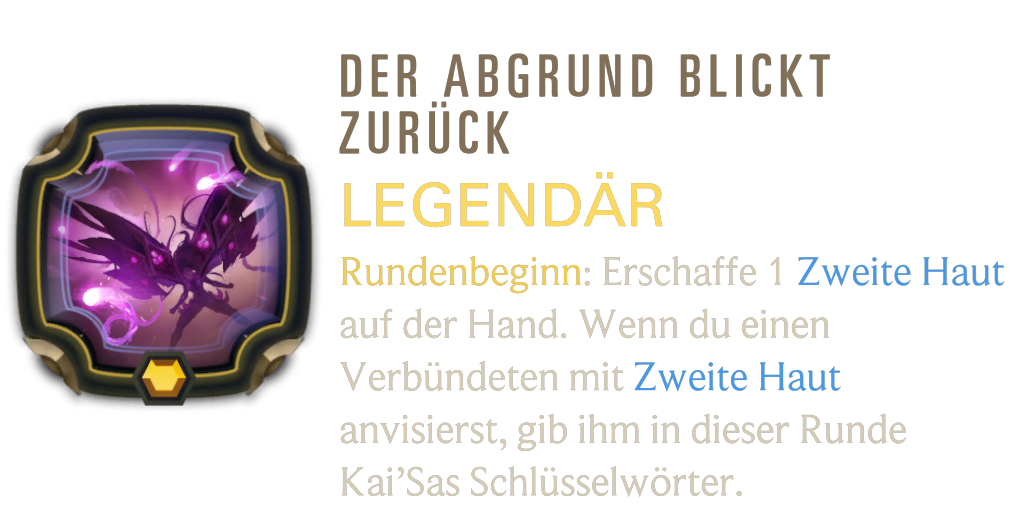 DER ABGRUND BLICKT
ZURÜCK
LEGENDÄR
Rundenbeginn: Erschaffe 1 Zweite Haut
auf der Hand. Wenn du einen
Verbündeten mit Zweite Haut
anvisierst, gib ihm in dieser Runde
Kai’Sas Schlüsselwörter.